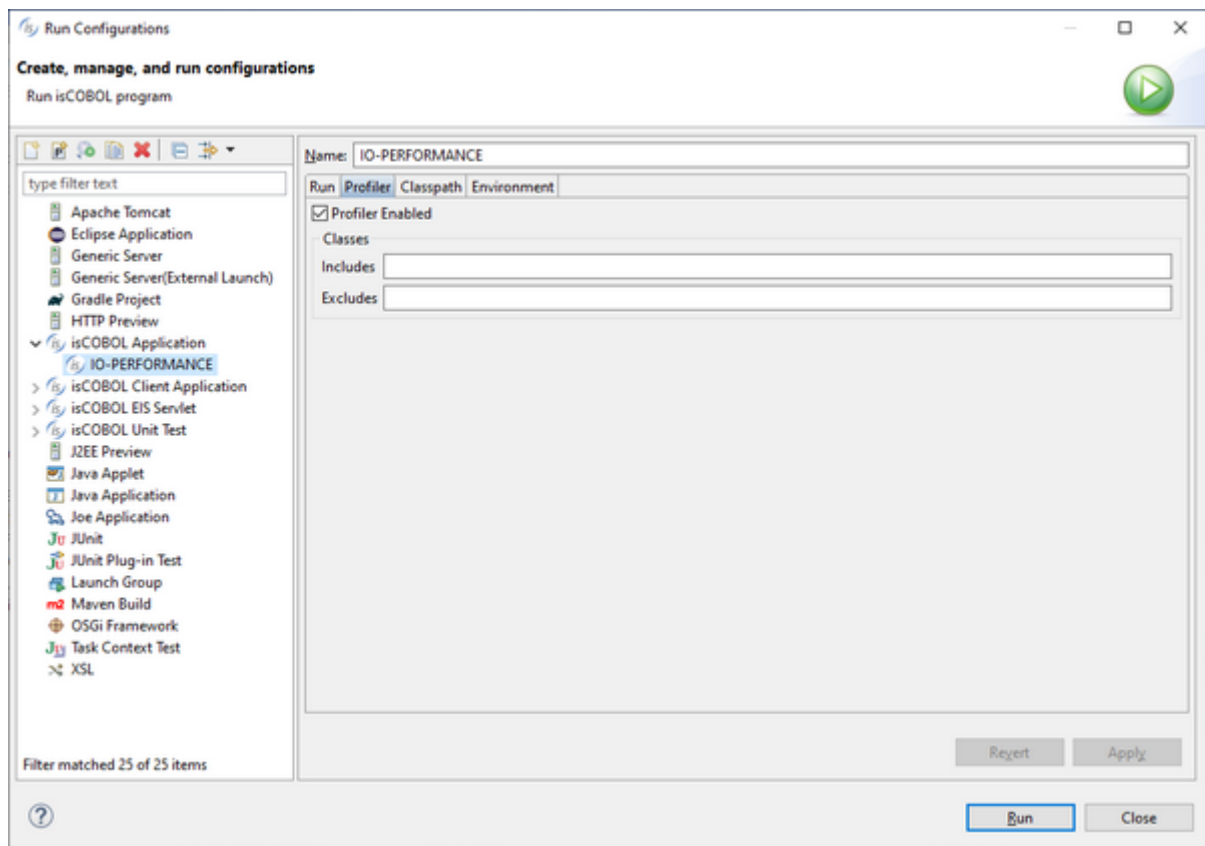 Run Configurations
Create, manage, and run configurations
Run isCOBOL program
type filter text
Apache Tomcat
Eclipse Application
Generic Server
Generic Server(External Launch)
Gradle Project
HTTP Preview
isCOBOL Application
IO-PERFORMANCE
isCOBOL Client Application
isCOBOL EIS Servlet
isCOBOL Unit Test
J2EE Preview
Java Applet
Java Application
Joe Application
JUnit
JUnit Plug-in Test
Launch Group
Maven Build
OSGi Framework
Task Context Test
XSL
Filter matched 25 of 25 items
Name: IO-PERFORMANCE
Run Profiler Classpath Environment
Profiler Enabled
Classes
Includes
Excludes
Revert Apply
Run Close